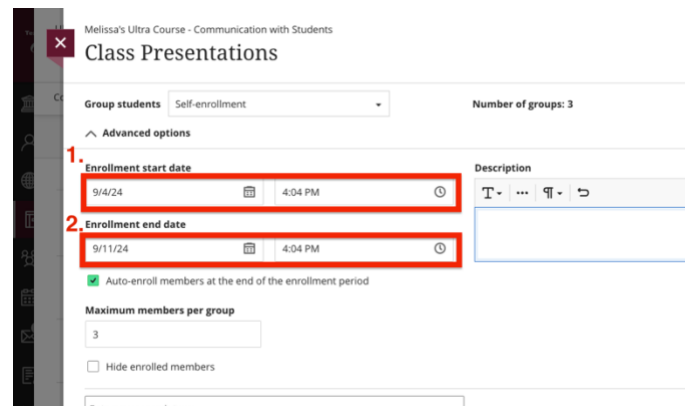 Melissa's Ultra Course - Communication with Students
Class Presentations
Group students Self-enrollment Number of groups: 3
Advanced options
1.
Enrollment start date Description
9/4/24 4:04 PM
2. Enrollment end date
9/11/24 4:04 PM
Auto-enroll members at the end of the enrollment period
Maximum members per group
3
Hide enrolled members